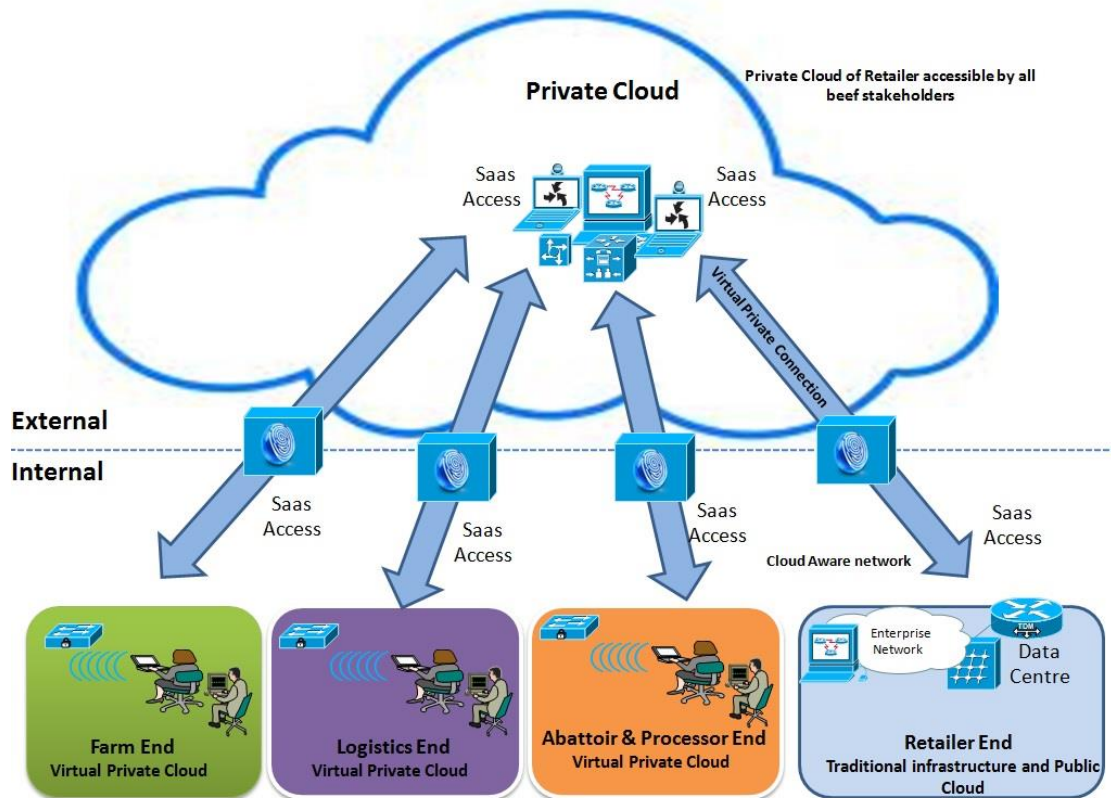 Private Cloud
Private Cloud of Retailer accessible by all
beef stakeholders
Saas
Access
Saas
Access
Virtual Private Connection
External
Internal
Saas
Access
Saas
Access
Saas
Access
Saas
Access
Cloud Aware network
Farm End
Virtual Private Cloud
Logistics End
Virtual Private Cloud
Abattoir & Processor End
Virtual Private Cloud
Enterprise
Network
EDM
Data
Centre
Retailer End
Traditional infrastructure and Public
Cloud